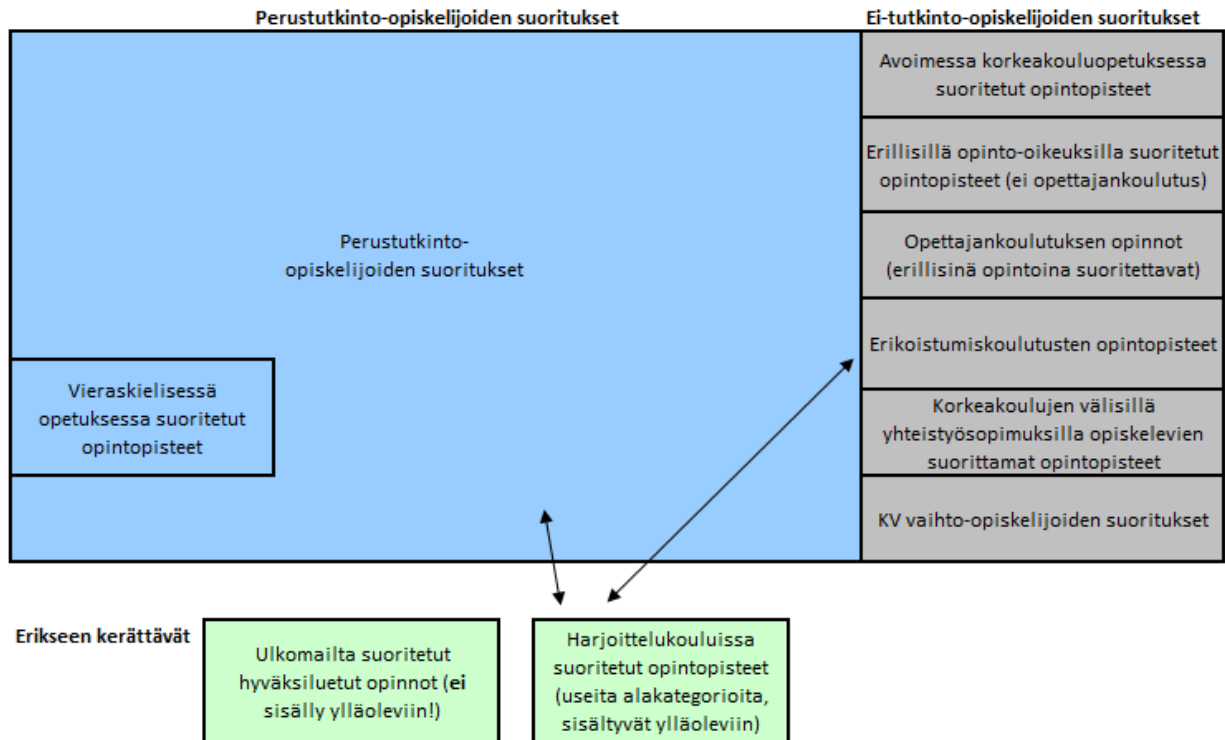 Perustutkinto-opiskelijoiden suoritukset
Ei-tutkinto-opiskelijoiden suoritukset
Perustutkinto-
opiskelijoiden suoritukset
Vieraskielisessä
opetuksessa suoritetut
opintopisteet
Avoimessa korkeakouluopetuksessa
suoritetut opintopisteet
Erillisillä opinto-oikeuksilla suoritetut
opintopisteet (ei opettajankoulutus)
Opettajankoulutuksen opinnot
(erillisinä opintoina suoritettavat)
Erikoistumiskoulutusten opintopisteet
Korkeakoulujen välisillä
yhteistyösopimuksilla opiskelevien
suorittamat opintopisteet
KV vaihto-opiskelijoiden suoritukset
Erikseen kerättävät
Ulkomailta suoritetut
hyväksiluetut opinnot (ei
sisälly ylläoleviin!)
Harjoittelukouluissa
suoritetut opintopisteet
(useita alakategorioita,
sisältyvät ylläoleviin)